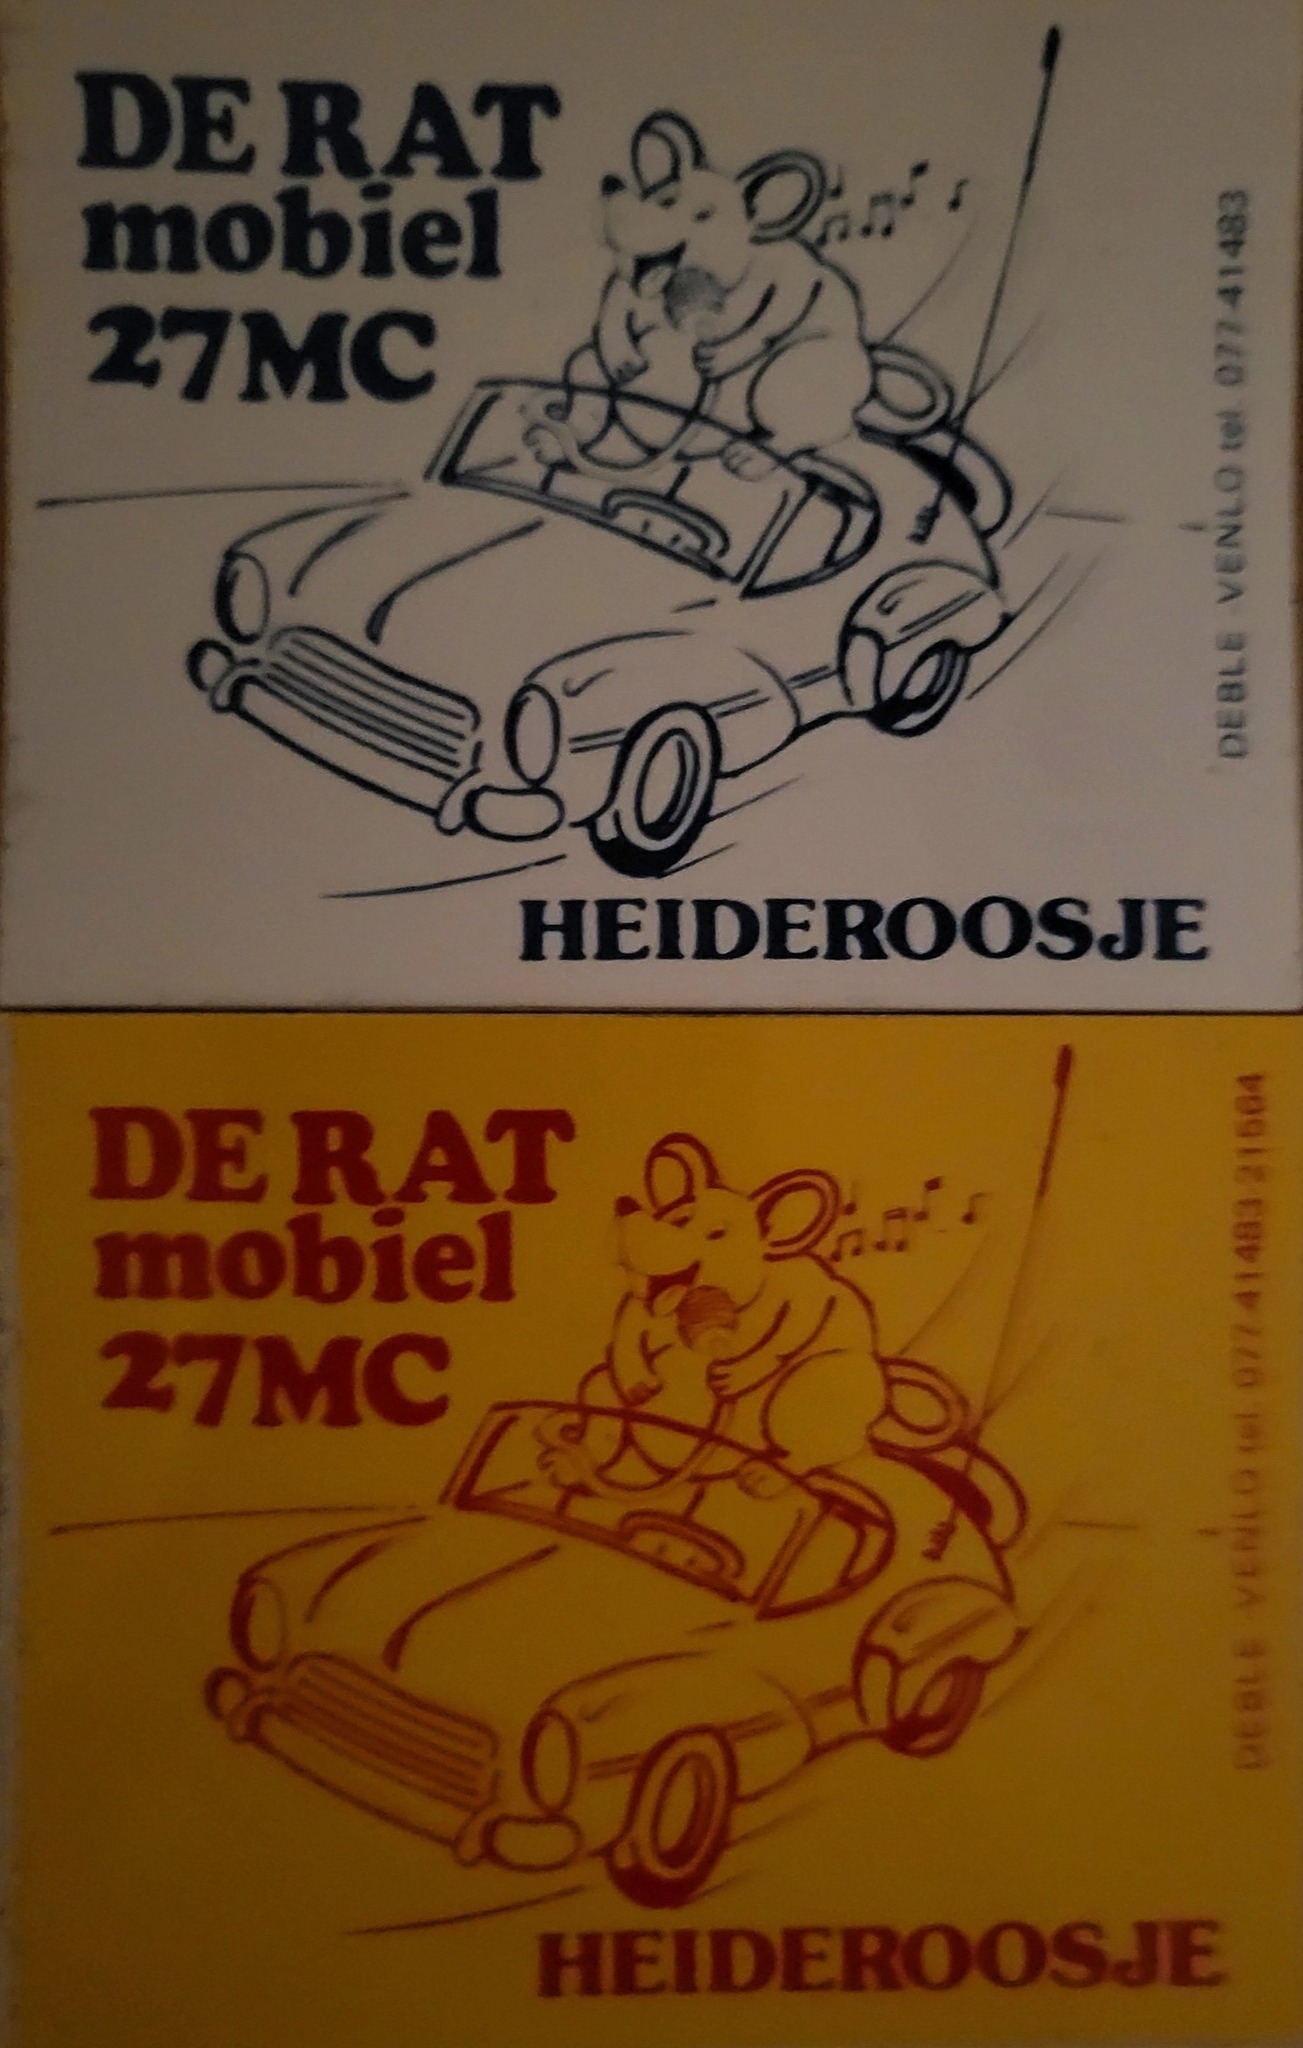 DE RAT
mobiel
27MC
DEBLE VENLO tel. 077-41483
HEIDEROOSJE
DE RAT
mobiel
27MC
DEBLE VENLO tel. 077-41483 21564
HEIDEROOSJE